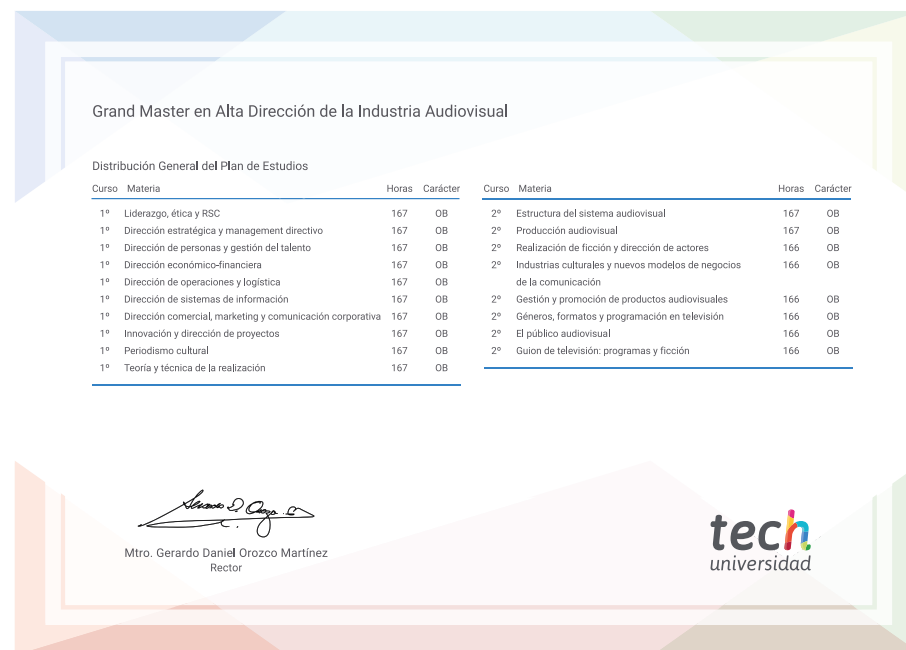 Grand Master en Alta Dirección de la Industria Audiovisual
Distribución General del Plan de Estudios
Curso Materia Horas Carácter
1º Liderazgo, ética y RSC 167 OB
1º Dirección estratégica y management directivo 167 OB
1º Dirección de personas y gestión del talento 167 OB
1º Dirección económico-financiera 167 OB
1º Dirección de operaciones y logística 167 OB
1º Dirección de sistemas de información 167 OB
1º Dirección comercial, marketing y comunicación corporativa 167 OB
1º Innovación y dirección de proyectos 167 OB
1º Periodismo cultural 167 OB
1º Teoría y técnica de la realización 167 OB
Curso Materia Horas Carácter
2º Estructura del sistema audiovisual 167 OB
2º Producción audiovisual 167 OB
2º Realización de ficción y dirección de actores 166 OB
2º Industrias culturales y nuevos modelos de negocios 166 OB
de la comunicación
2º Gestión y promoción de productos audiovisuales 166 OB
2º Géneros, formatos y programación en televisión 166 OB
2º El público audiovisual 166 OB
2º Guion de televisión: programas y ficción 166 OB
Mtro. Gerardo Daniel Orozco Martínez
Rector
tech
universidad